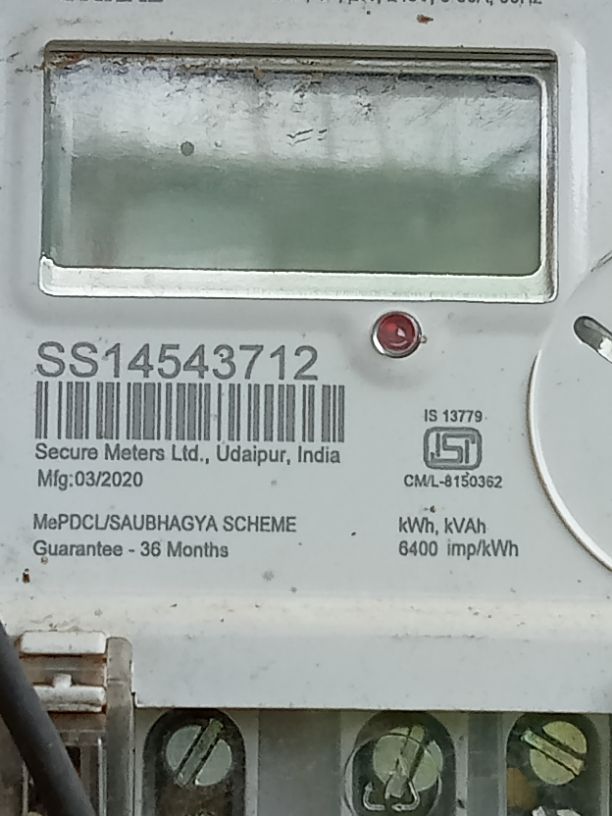 SS14543712
Secure Meters Ltd., Udaipur, India
Mfg:03/2020
IS 13779
ISI
CM/L-8150362
MePDCL/SAUBHAGYA SCHEME
Guarantee - 36 Months
kWh, kVAh
6400 imp/kWh